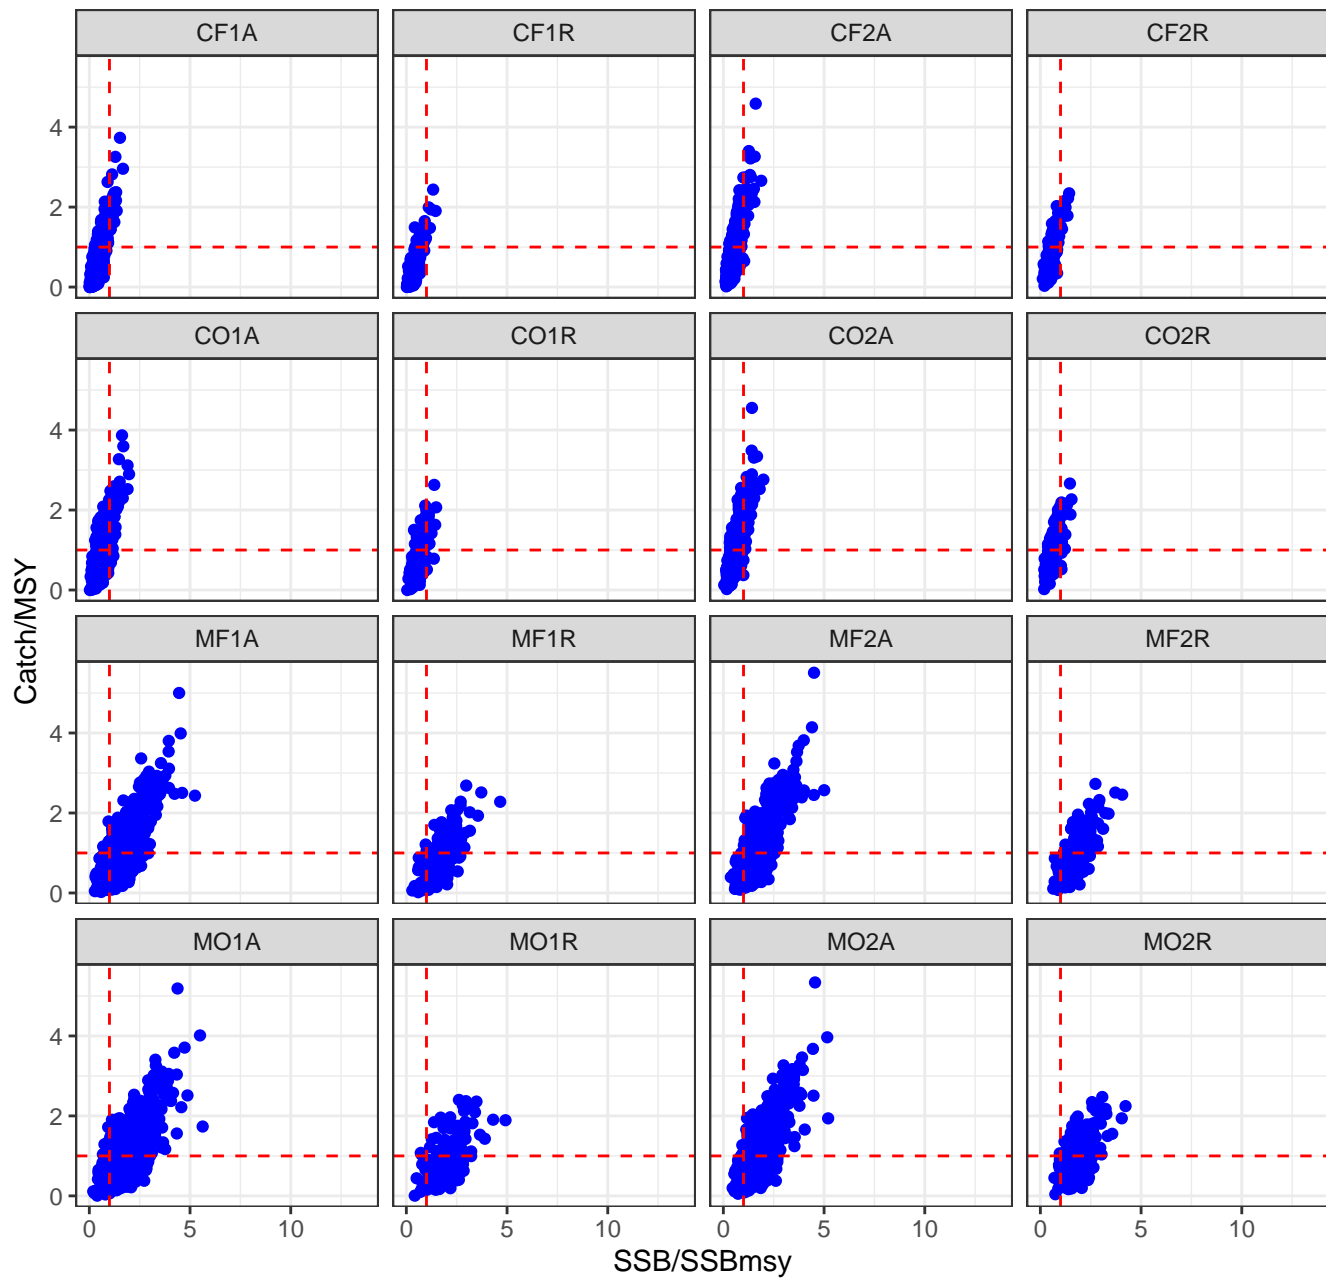 CF1A CF1R CF2A CF2R
4
2
0
CO1A CO1R CO2A CO2R
4
2
0
MF1A MF1R MF2A MF2R
4
2
0
MO1A MO1R MO2A MO2R
4
2
0
Catch/MSY
0 5 10 0 5 10 0 5 10 0 5 10
SSB/SSBmsy